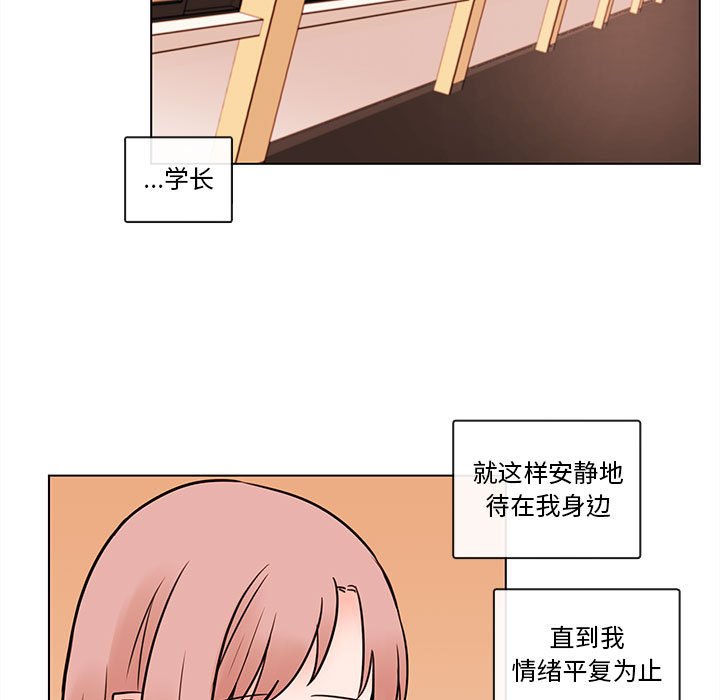 ...学长
就这样安静地
待在我身边
直到我
情绪平复为止